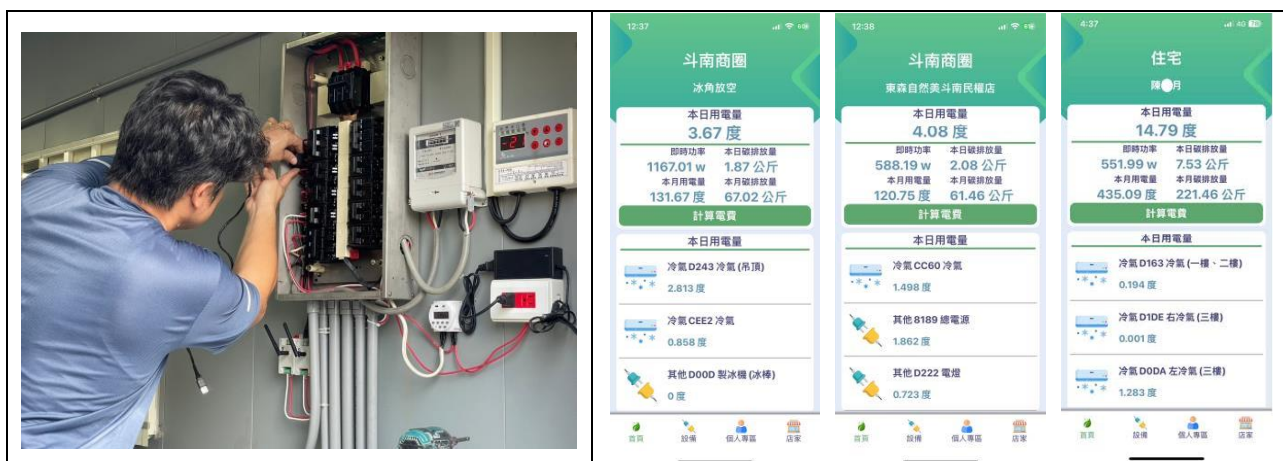 12:37
斗南商圈
冰角放空
本日用電量
3.67 度
即時功率 本日碳排放量
1167.01 w 1.87 公斤
本月用電量 本月碳排放量
131.67 度 67.02 公斤
計算電費
本日用電量
冷氣 D243 冷氣 (吊頂)
2.813 度
冷氣 CEE2 冷氣
0.858 度
其他 D00D 製冰機 (冰棒)
0 度
首頁 設備 個人專區 店家
12:38
斗南商圈
東森自然美斗南民權店
本日用電量
4.08 度
即時功率 本日碳排放量
588.19 w 2.08 公斤
本月用電量 本月碳排放量
120.75 度 61.46 公斤
計算電費
本日用電量
冷氣 CC60 冷氣
1.498 度
其他 8189 總電源
1.862 度
其他 D222 電燈
0.723 度
首頁 設備 個人專區 店家
4:37
4G
住宅
陳 月
本日用電量
14.79 度
即時功率 本日碳排放量
551.99 w 7.53 公斤
本月用電量 本月碳排放量
435.09 度 221.46 公斤
計算電費
本日用電量
冷氣 D163 冷氣 (一樓、二樓)
0.194 度
冷氣 D1DE 右冷氣 (三樓)
0.001 度
冷氣 D0DA 左冷氣 (三樓)
1.283 度
首頁 設備 個人專區 店家